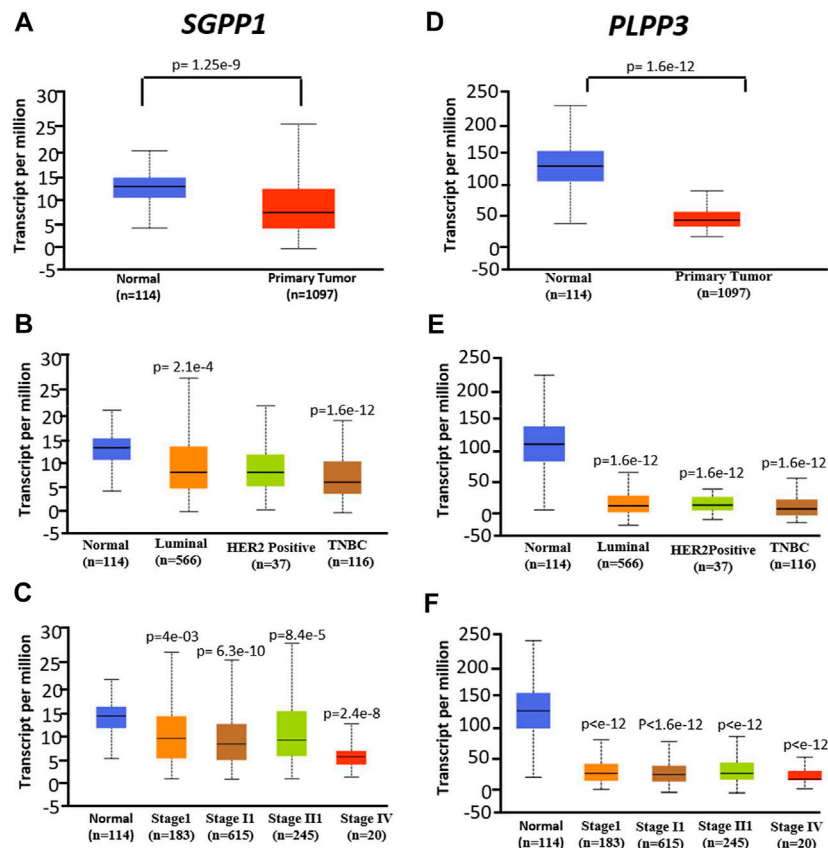 A
SGPP1
p= 1.25e-9
Transcript per million
30
25
20
15
10
5
0
-5
Normal
(n=114)
Primary Tumor
(n=1097)
D
PLPP3
p= 1.6e-12
Transcript per million
250
200
150
100
50
0
-50
Normal
(n=114)
Primary Tumor
(n=1097)
B
Transcript per million
30
25
20
15
10
5
0
-5
p= 2.1e-4
p=1.6e-12
Normal
(n=114)
Luminal
(n=566)
HER2 Positive
(n=37)
TNBC
(n=116)
E
Transcript per million
250
200
150
100
50
0
-50
p=1.6e-12
p=1.6e-12
p=1.6e-12
Normal
(n=114)
Luminal
(n=566)
HER2Positive
(n=37)
TNBC
(n=116)
C
Transcript per million
30
25
20
15
10
5
0
-5
p=4e-03
p= 6.3e-10
p=8.4e-5
p=2.4e-8
Normal
(n=114)
Stage1
(n=183)
Stage I1
(n=615)
Stage II1
(n=245)
Stage IV
(n=20)
F
Transcript per million
250
200
150
100
50
0
-50
p<e-12
P<1.6e-12
p<e-12
p<e-12
Normal
(n=114)
Stage1
(n=183)
Stage I1
(n=615)
Stage II1
(n=245)
Stage IV
(n=20)